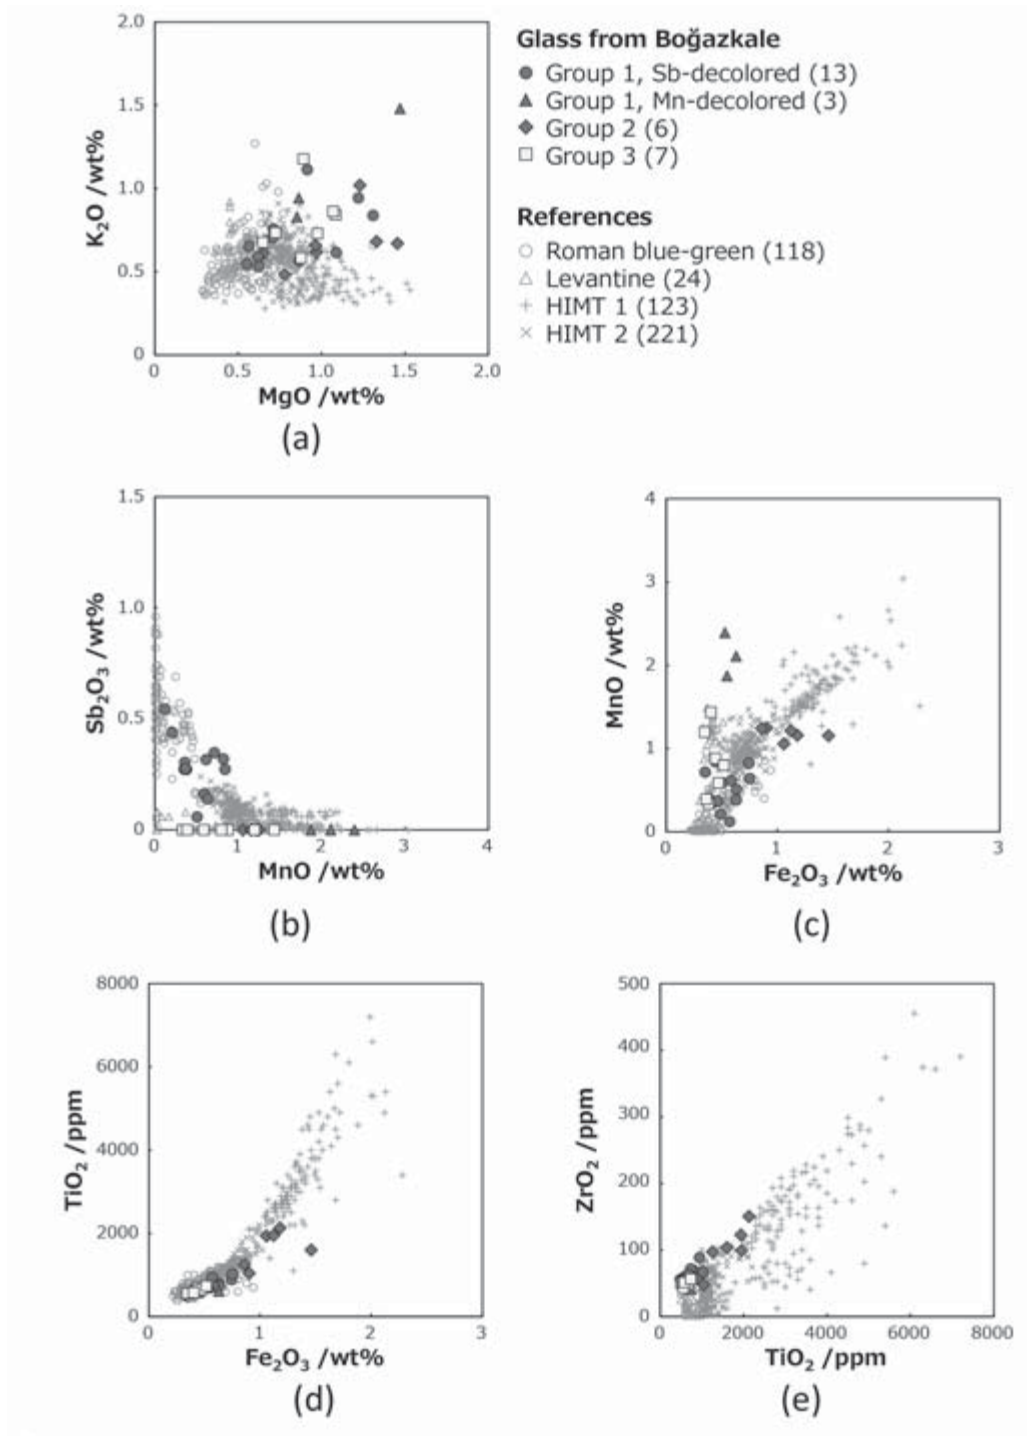 2.0
1.5
1.0
0.5
0
K₂O /wt%
0 0.5 1.0 1.5 2.0
MgO /wt%
(a)
Glass from Boğazkale
Group 1, Sb-decolored (13)
Group 1, Mn-decolored (3)
Group 2 (6)
Group 3 (7)
References
Roman blue-green (118)
Levantine (24)
HIMT 1 (123)
HIMT 2 (221)
1.5
1.0
0.5
0
Sb₂O₃ /wt%
0 1 2 3 4
MnO /wt%
(b)
4
3
2
1
0
MnO /wt%
0 1 2 3
Fe₂O₃ /wt%
(c)
8000
6000
4000
2000
0
TiO₂ /ppm
0 1 2 3
Fe₂O₃ /wt%
(d)
500
400
300
200
100
0
ZrO₂ /ppm
0 2000 4000 6000 8000
TiO₂ /ppm
(e)